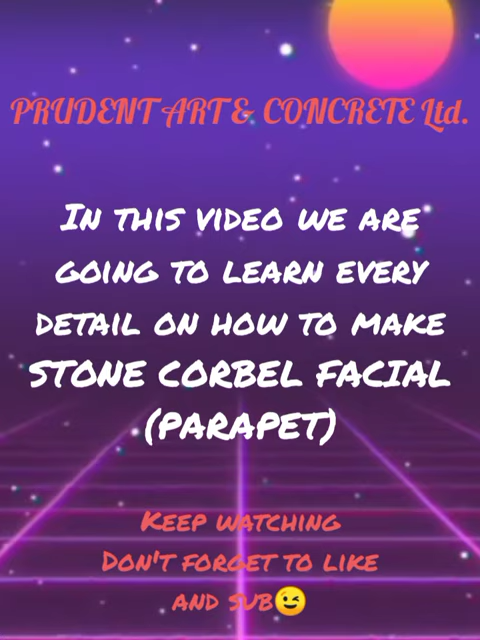 PRUDENT ART & CONCRETE Ltd.
In this video we are
going to learn every
detail on how to make
STONE CORBEL FACIAL
(PARAPET)
Keep watching
Don't forget to like
and sub😉